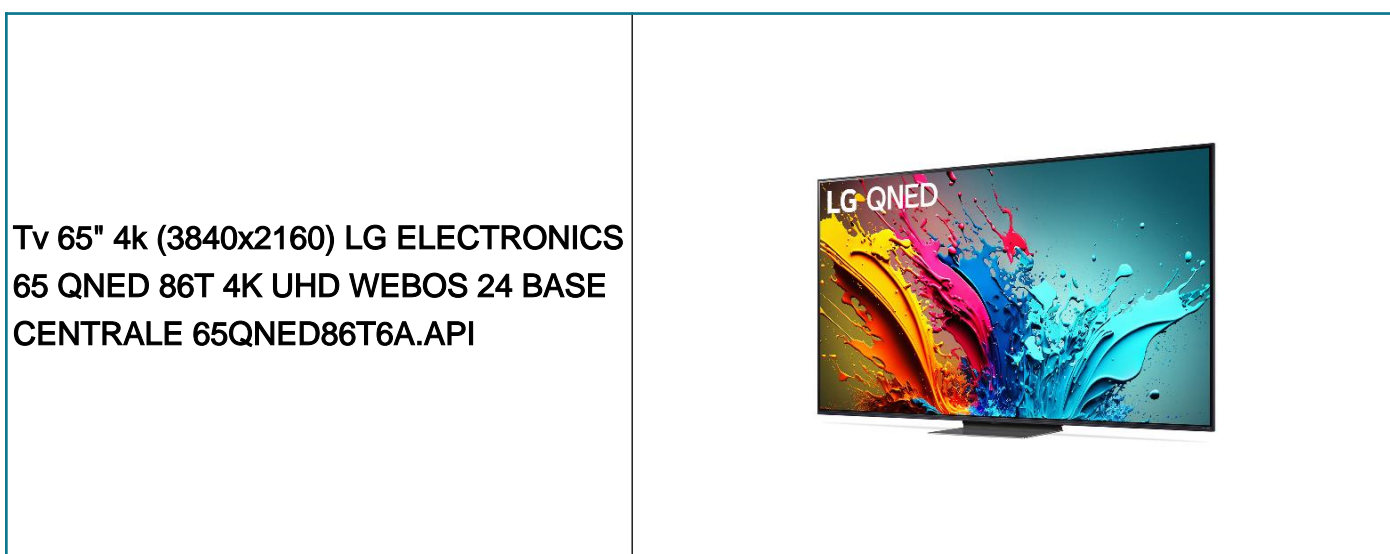 Tv 65" 4k (3840x2160) LG ELECTRONICS
65 QNED 86T 4K UHD WEBOS 24 BASE
CENTRALE 65QNED86T6A.API
LG QNED